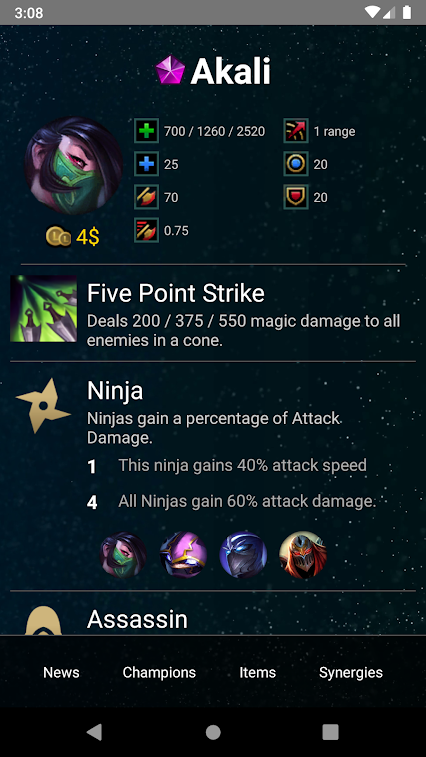 3:08
Akali
700 / 1260 / 2520
1 range
25
20
70
20
0.75
4$
Five Point Strike
Deals 200 / 375 / 550 magic damage to all
enemies in a cone.
Ninja
Ninjas gain a percentage of Attack
Damage.
1 This ninja gains 40% attack speed
4 All Ninjas gain 60% attack damage.
Assassin
News Champions Items Synergies